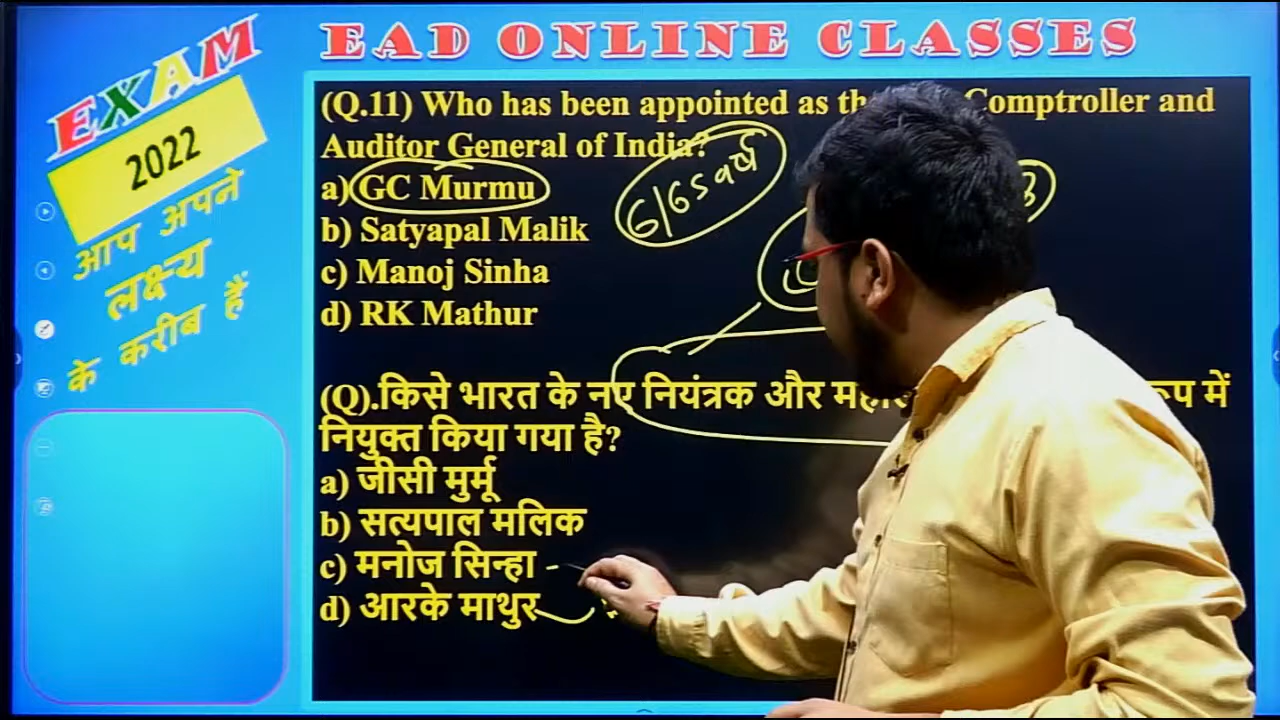 EAD ONLINE CLASSES
EXAM
2022
आप अपने
लक्ष्य
के करीब हैं
(Q.11) Who has been appointed as Comptroller and
Auditor General of India?
a) GC Murmu
b) Satyapal Malik
c) Manoj Sinha
d) RK Mathur
6/65 वर्ष
(Q).किसे भारत के नए नियंत्रक और रूप में
नियुक्त किया गया है?
a) जीसी मुर्मू
b) सत्यपाल मलिक
c) मनोज सिन्हा -
d) आरके माथुर